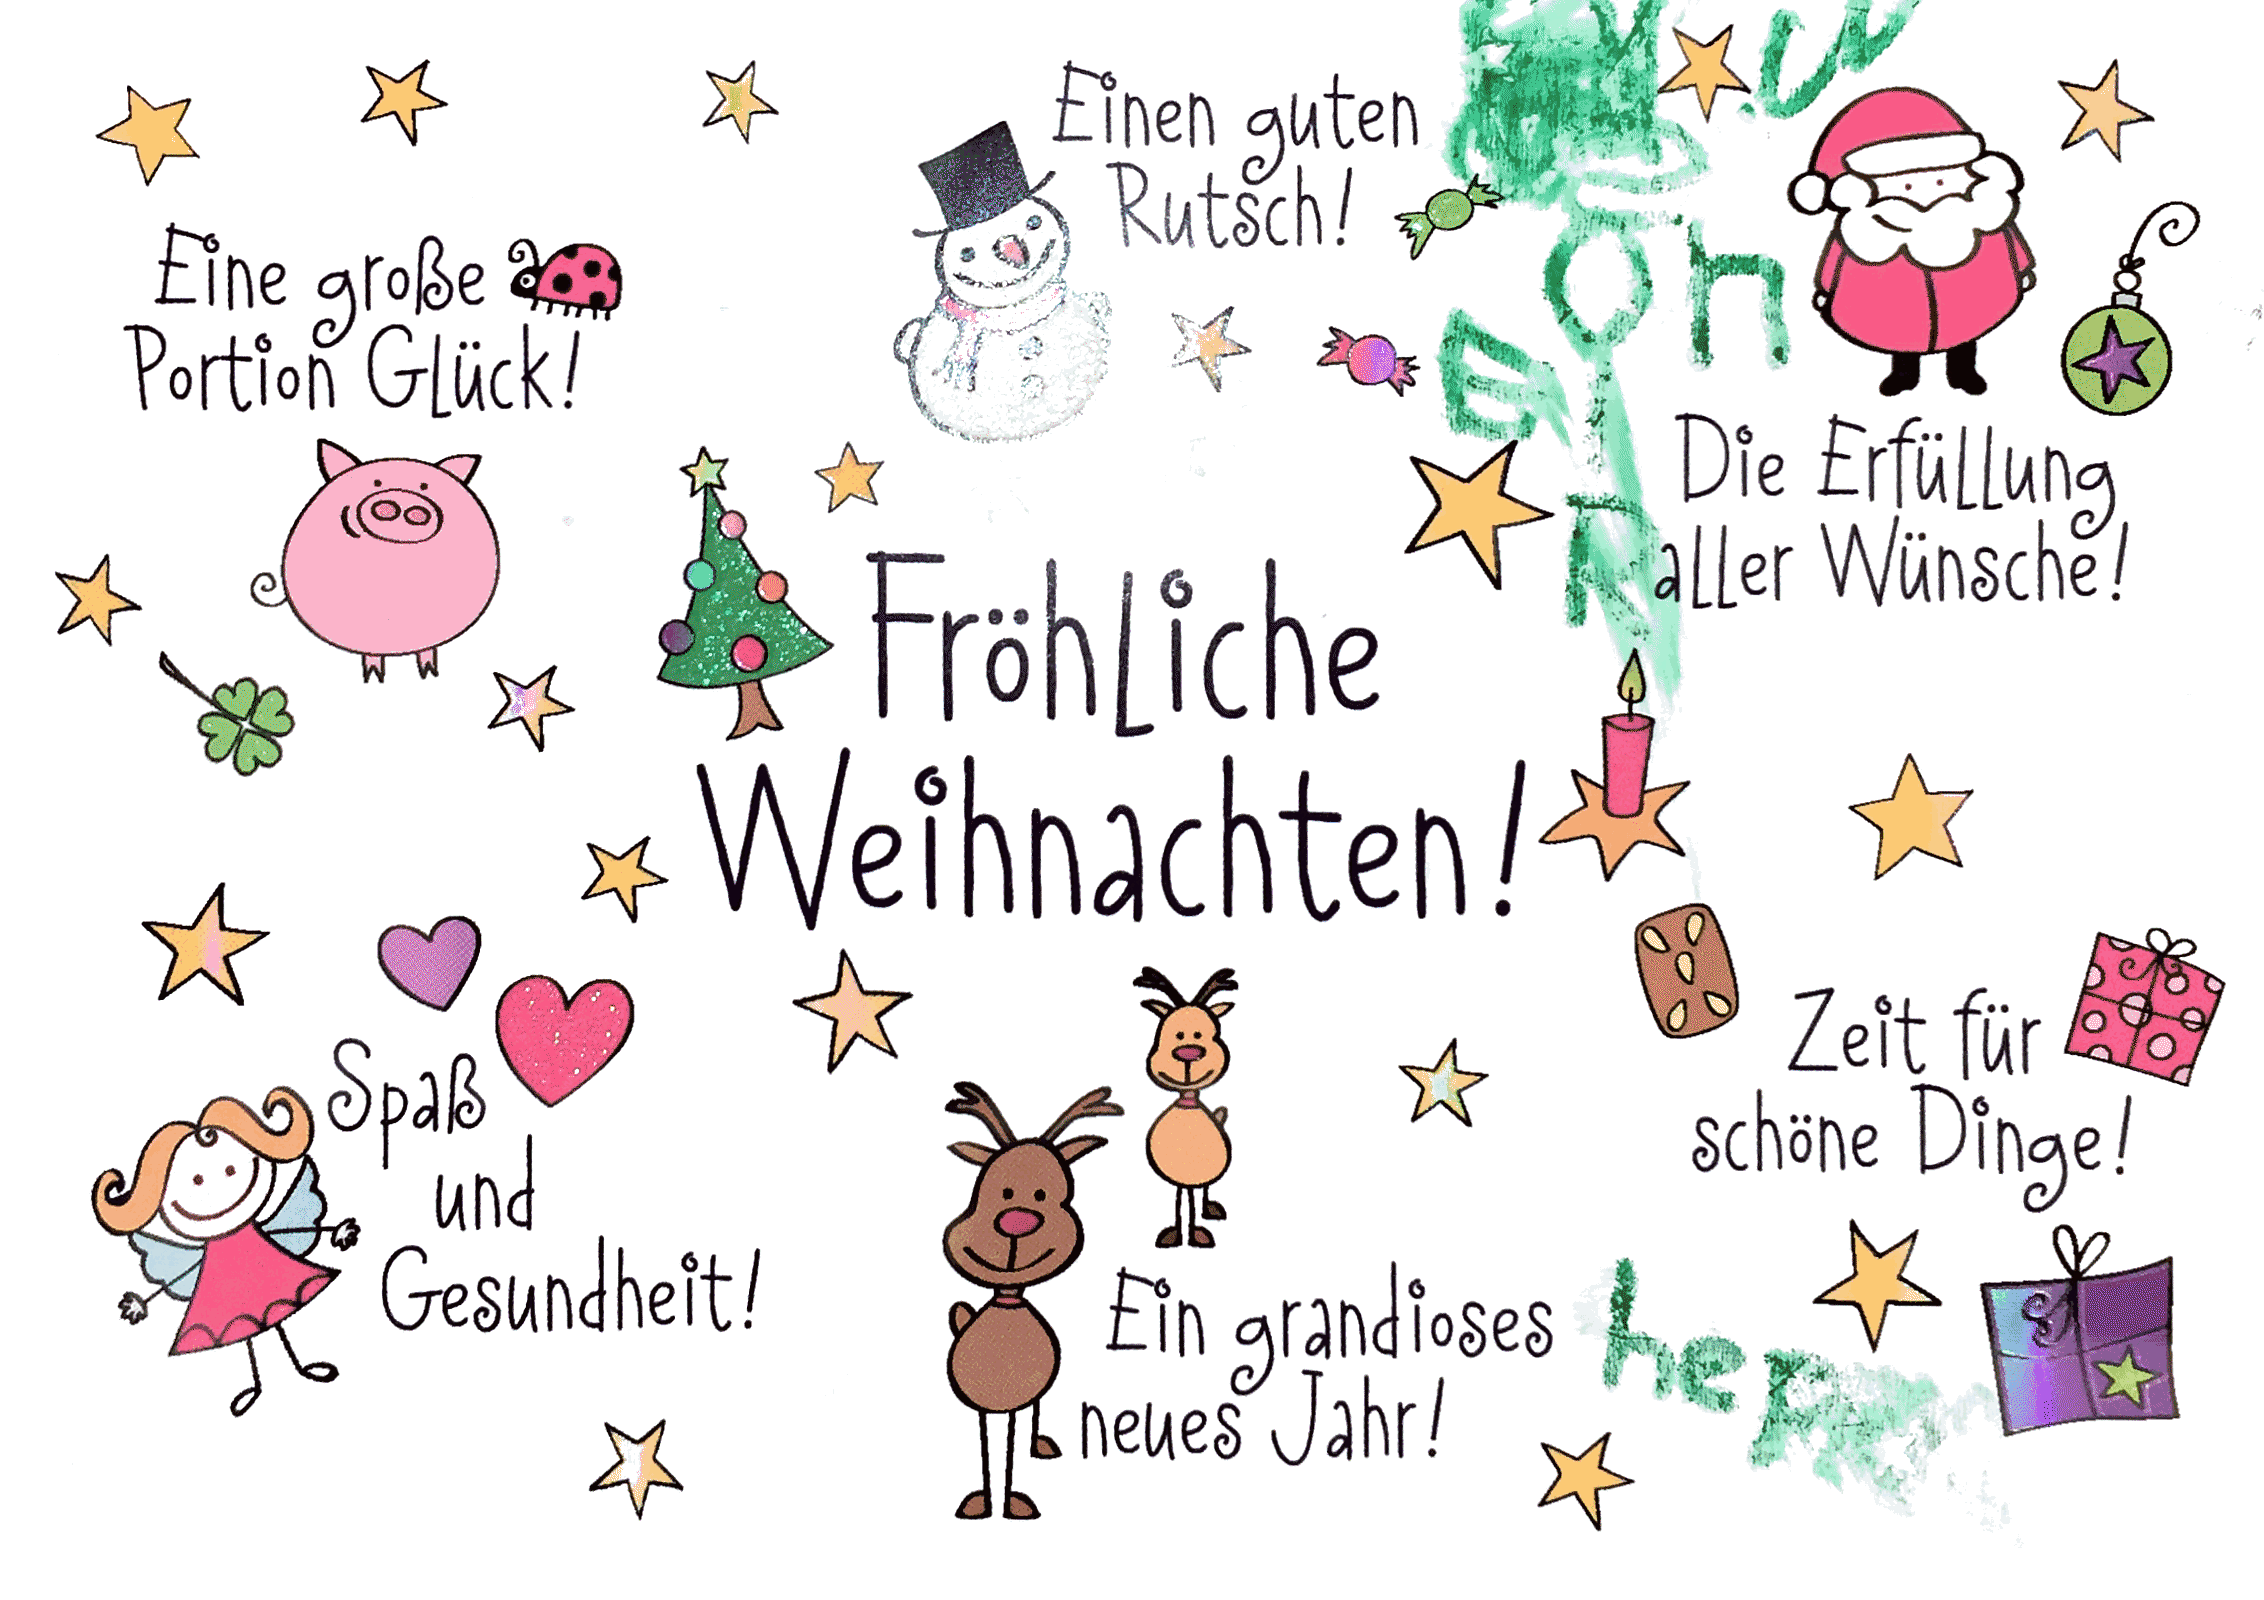 Einen guten
Rutsch!
Eine große
Portion Glück!
Die Erfüllung
aller Wünsche!
Fröhliche
Weihnachten!
Spaß
und
Gesundheit!
Zeit für
schöne Dinge!
Ein grandioses
neues Jahr!